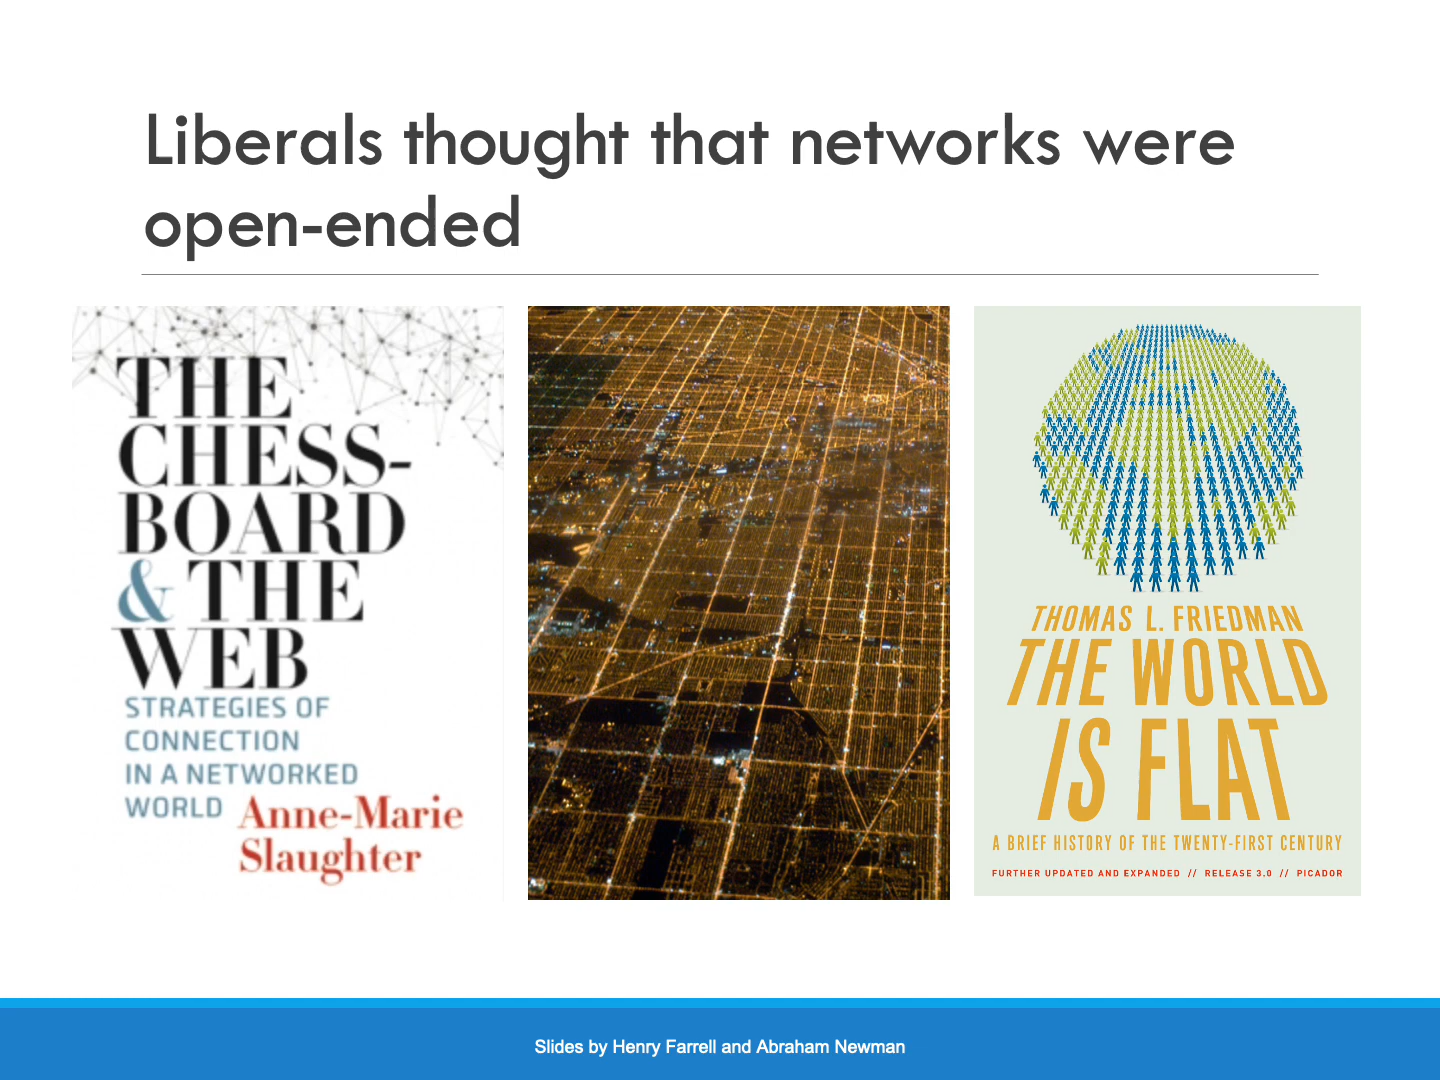 Liberals thought that networks were
open-ended
THE
CHESS-
BOARD
& THE
WEB
STRATEGIES OF
CONNECTION
IN A NETWORKED
WORLD Anne-Marie
Slaughter
THOMAS L. FRIEDMAN
THE WORLD
IS FLAT
A BRIEF HISTORY OF THE TWENTY-FIRST CENTURY
FURTHER UPDATED AND EXPANDED // RELEASE 3.0 // PICADOR
Slides by Henry Farrell and Abraham Newman